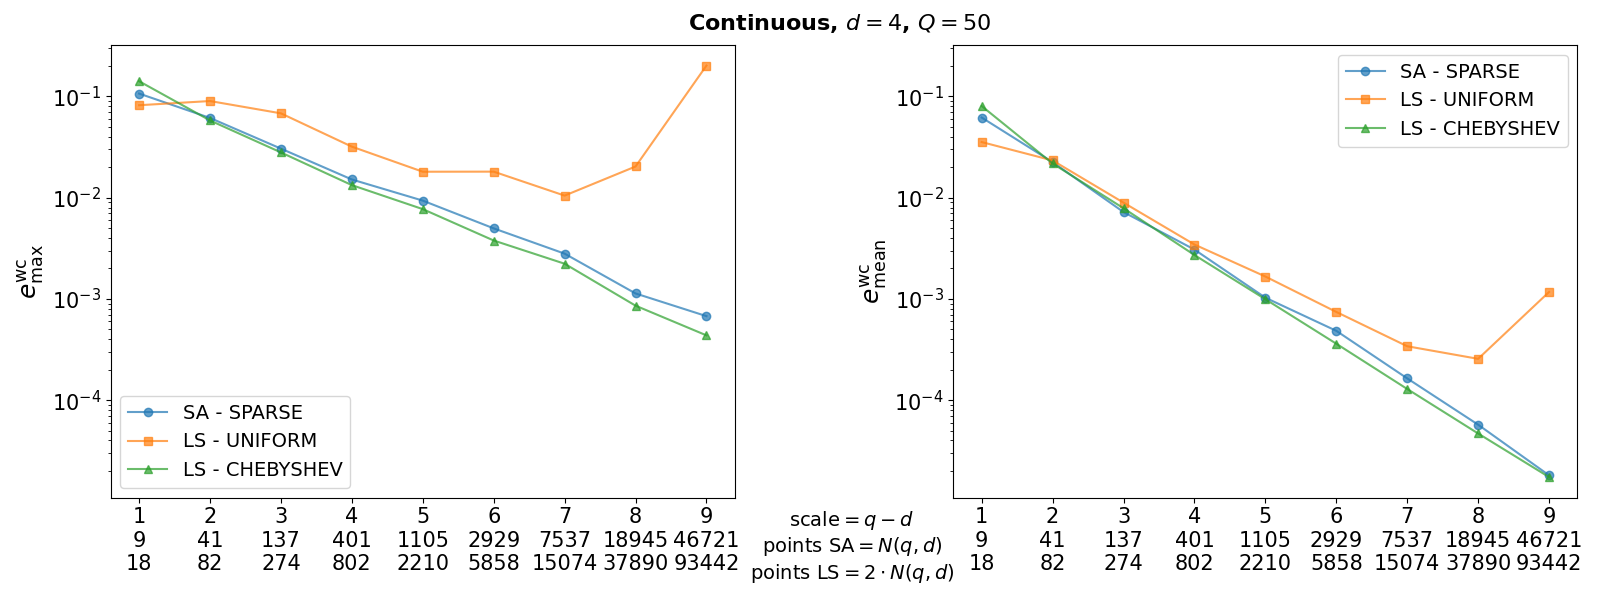 Continuous, d = 4, Q = 50
e^wc_max
10^-1
10^-2
10^-3
10^-4
SA - SPARSE
LS - UNIFORM
LS - CHEBYSHEV
1 2 3 4 5 6 7 8 9
9 41 137 401 1105 2929 7537 18945 46721
18 82 274 802 2210 5858 15074 37890 93442
scale = q − d
points SA = N(q, d)
points LS = 2 · N(q, d)
e^wc_mean
10^-1
10^-2
10^-3
10^-4
SA - SPARSE
LS - UNIFORM
LS - CHEBYSHEV
1 2 3 4 5 6 7 8 9
9 41 137 401 1105 2929 7537 18945 46721
18 82 274 802 2210 5858 15074 37890 93442